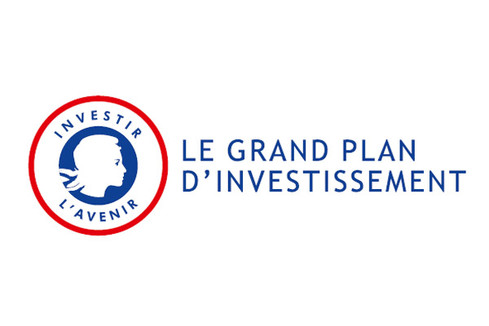 INVESTIR
L'AVENIR
LE GRAND PLAN
D'INVESTISSEMENT